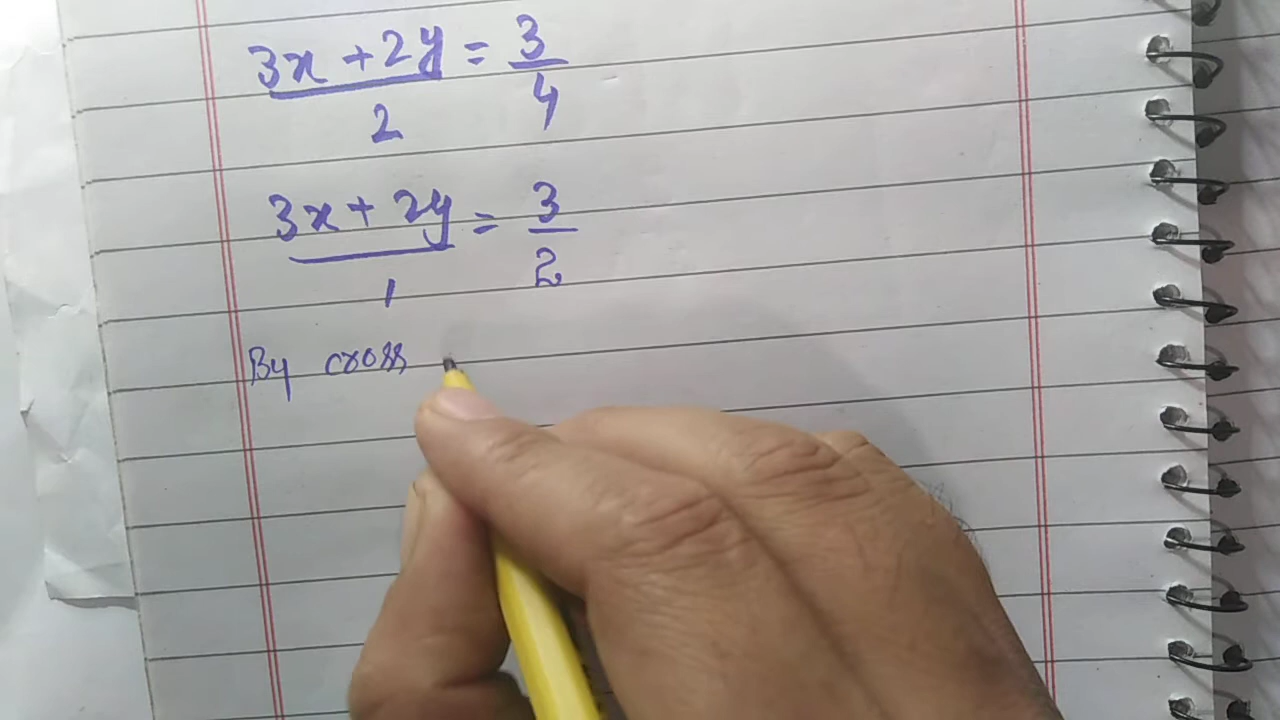 3x + 2y = 3
2 4
3x + 2y = 3
1 2
By cross